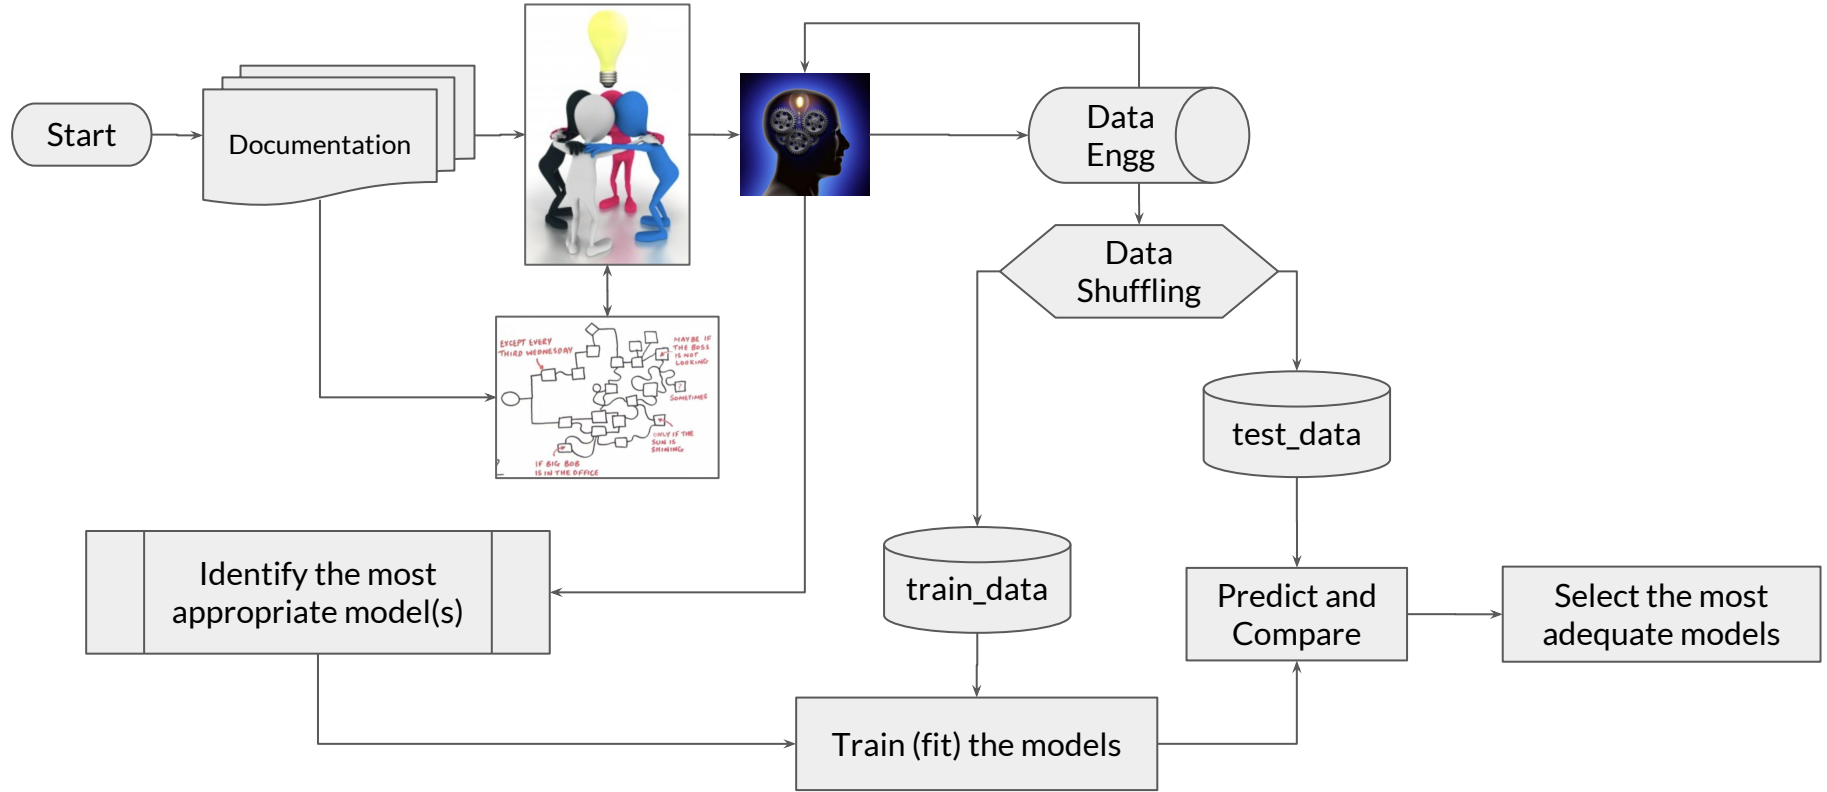 Start
Documentation
Data
Engg
Data
Shuffling
EXCEPT EVERY
THIRD WEDNESDAY
MAYBE IF
THE BOSS
IS NOT
LOOKING
?
SOMETIMES
ONLY IF THE
SUN IS
SHINING
IF BIG BOB
IS IN THE OFFICE
test_data
train_data
Identify the most
appropriate model(s)
Predict and
Compare
Select the most
adequate models
Train (fit) the models